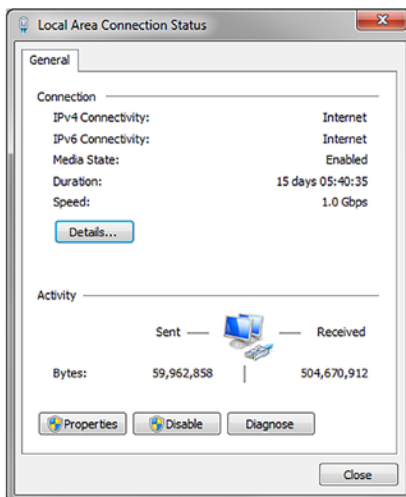 Local Area Connection Status
General
Connection
IPv4 Connectivity: Internet
IPv6 Connectivity: Internet
Media State: Enabled
Duration: 15 days 05:40:35
Speed: 1.0 Gbps
Details...
Activity
Sent — — Received
Bytes: 59,962,858 | 504,670,912
Properties Disable Diagnose
Close